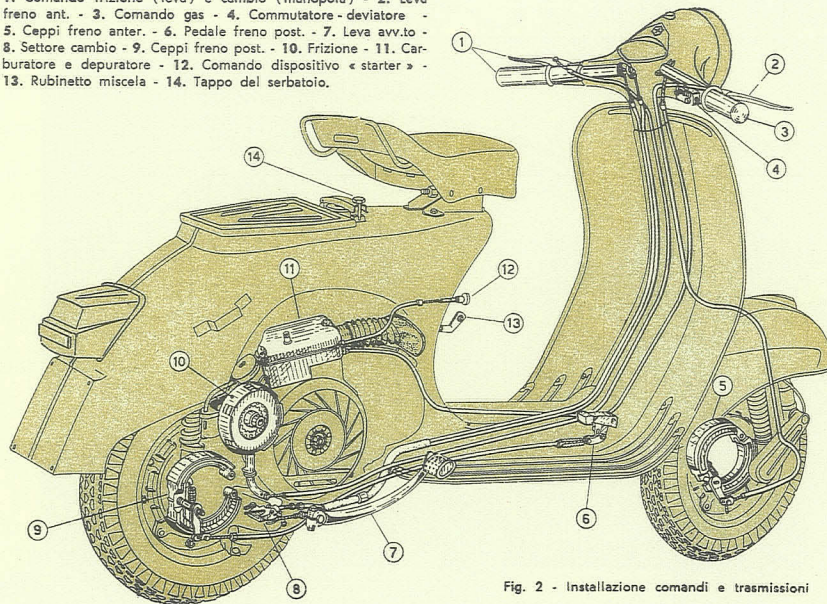 1. Comando frizione (leva) e cambio (manopola) - 2. Leva
freno ant. - 3. Comando gas - 4. Commutatore - deviatore -
5. Ceppi freno anter. - 6. Pedale freno post. - 7. Leva avv.to -
8. Settore cambio - 9. Ceppi freno post. - 10. Frizione - 11. Car-
buratore e depuratore - 12. Comando dispositivo « starter » -
13. Rubinetto miscela - 14. Tappo del serbatoio.
1
2
3
4
14
12
11
13
10
5
6
9
7
8
Fig. 2 - Installazione comandi e trasmissioni